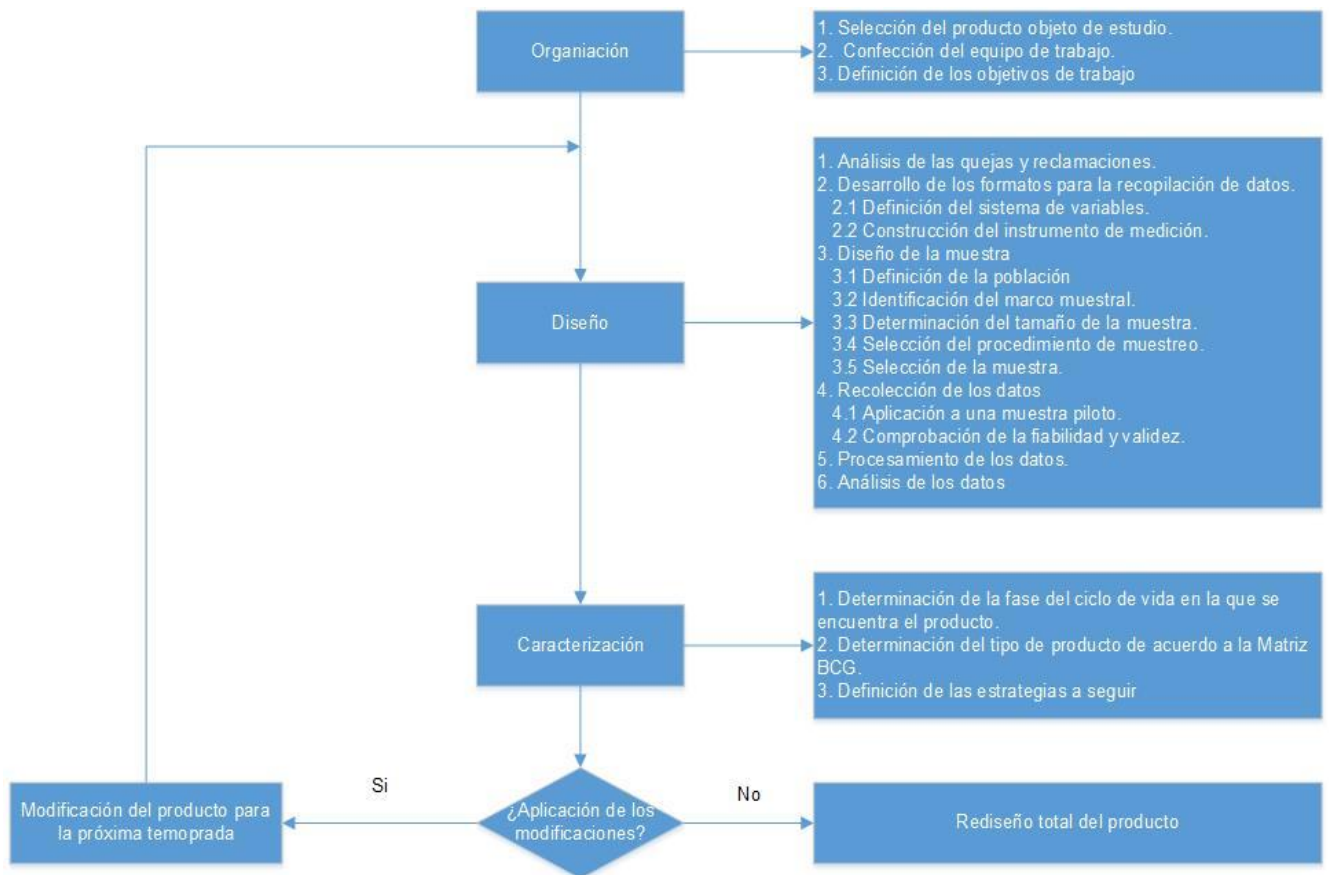 Organiación
1. Selección del producto objeto de estudio.
2. Confección del equipo de trabajo.
3. Definición de los objetivos de trabajo
1. Análisis de las quejas y reclamaciones.
2. Desarrollo de los formatos para la recopilación de datos.
2.1 Definición del sistema de variables.
2.2 Construcción del instrumento de medición.
3. Diseño de la muestra
3.1 Definición de la población
3.2 Identificación del marco muestral.
3.3 Determinación del tamaño de la muestra.
3.4 Selección del procedimiento de muestreo.
3.5 Selección de la muestra.
4. Recolección de los datos
4.1 Aplicación a una muestra piloto.
4.2 Comprobación de la fiabilidad y validez.
5. Procesamiento de los datos.
6. Análisis de los datos
Diseño
Caracterización
1. Determinación de la fase del ciclo de vida en la que se
encuentra el producto.
2. Determinación del tipo de producto de acuerdo a la Matriz
BCG.
3. Definición de las estrategias a seguir
Modificación del producto para
la próxima temoprada
Si
¿Aplicación de los
modificaciones?
No
Rediseño total del producto